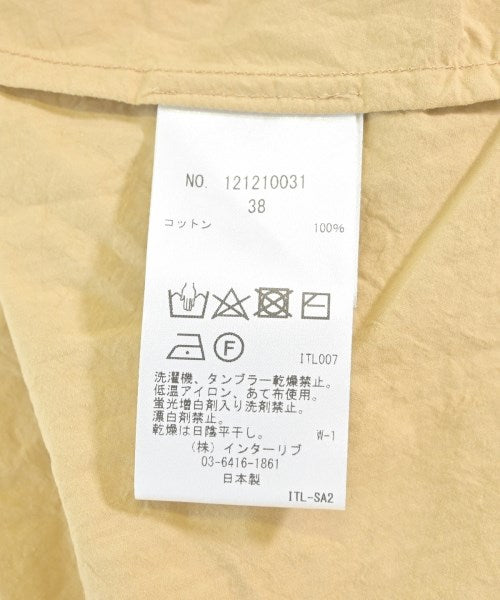 NO. 121210031
38
コットン 100%
F
ITL007
洗濯機、タンブラー乾燥禁止。
低温アイロン、あて布使用。
蛍光増白剤入り洗剤禁止。
漂白剤禁止。
乾燥は日陰平干し。 W-1
(株) インターリブ
03-6416-1861
日本製
ITL-SA2